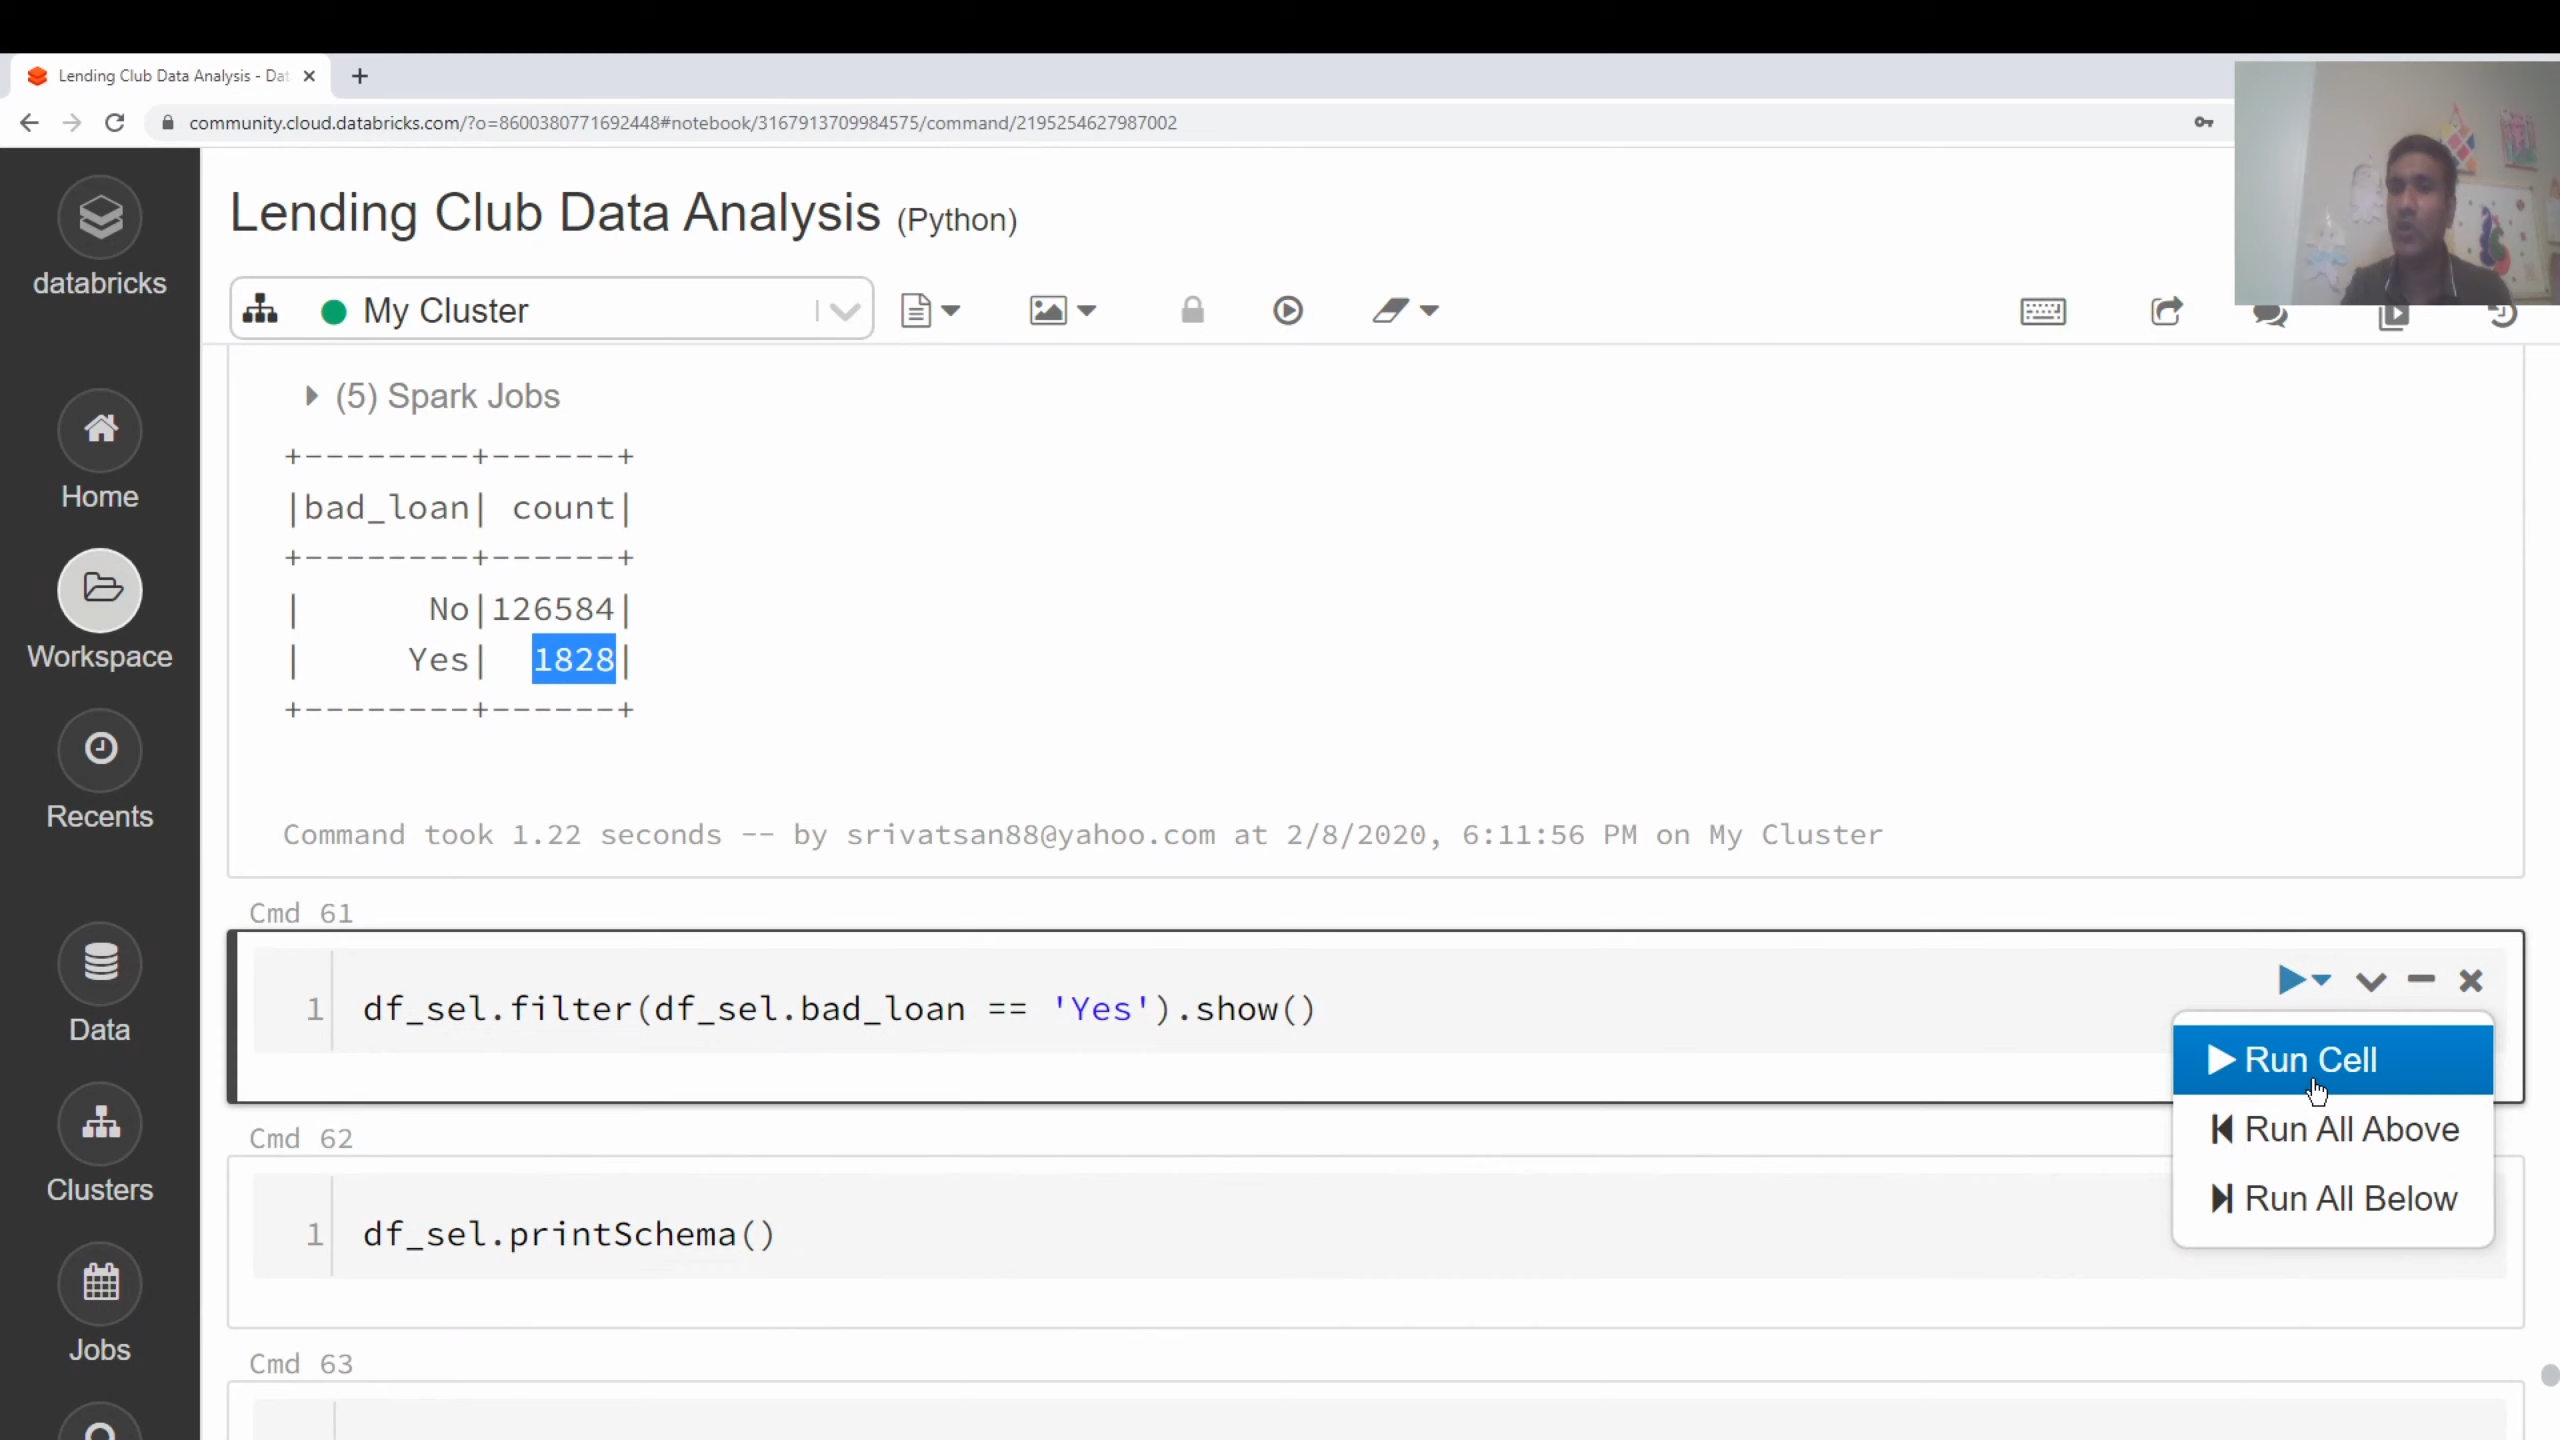 Lending Club Data Analysis - Dat
community.cloud.databricks.com/?o=8600380771692448#notebook/3167913709984575/command/2195254627987002
databricks
Home
Workspace
Recents
Data
Clusters
Jobs
Lending Club Data Analysis (Python)
My Cluster
(5) Spark Jobs
+--------+------+
|bad_loan| count|
+--------+------+
|      No|126584|
|     Yes|  1828|
+--------+------+
Command took 1.22 seconds -- by srivatsan88@yahoo.com at 2/8/2020, 6:11:56 PM on My Cluster
Cmd 61
1 df_sel.filter(df_sel.bad_loan == 'Yes').show()
Run Cell
Run All Above
Run All Below
Cmd 62
1 df_sel.printSchema()
Cmd 63